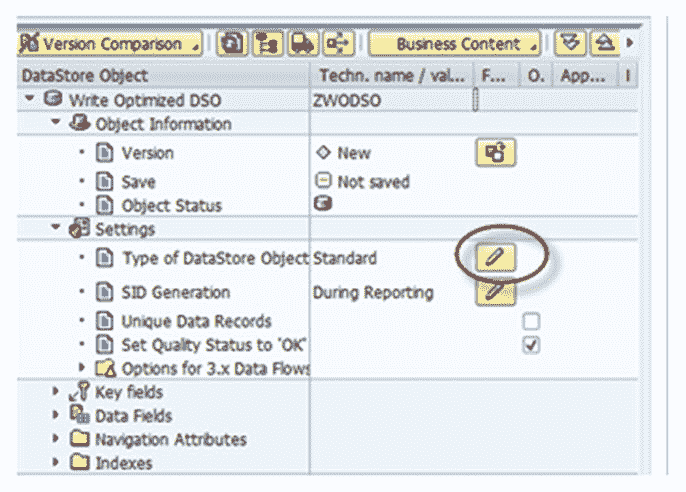 Version Comparison Business Content
DataStore Object Techn. name / val... F... O. App... I
Write Optimized DSO ZWODSO
Object Information
Version New
Save Not saved
Object Status
Settings
Type of DataStore Object Standard
SID Generation During Reporting
Unique Data Records
Set Quality Status to 'OK'
Options for 3.x Data Flows
Key fields
Data Fields
Navigation Attributes
Indexes